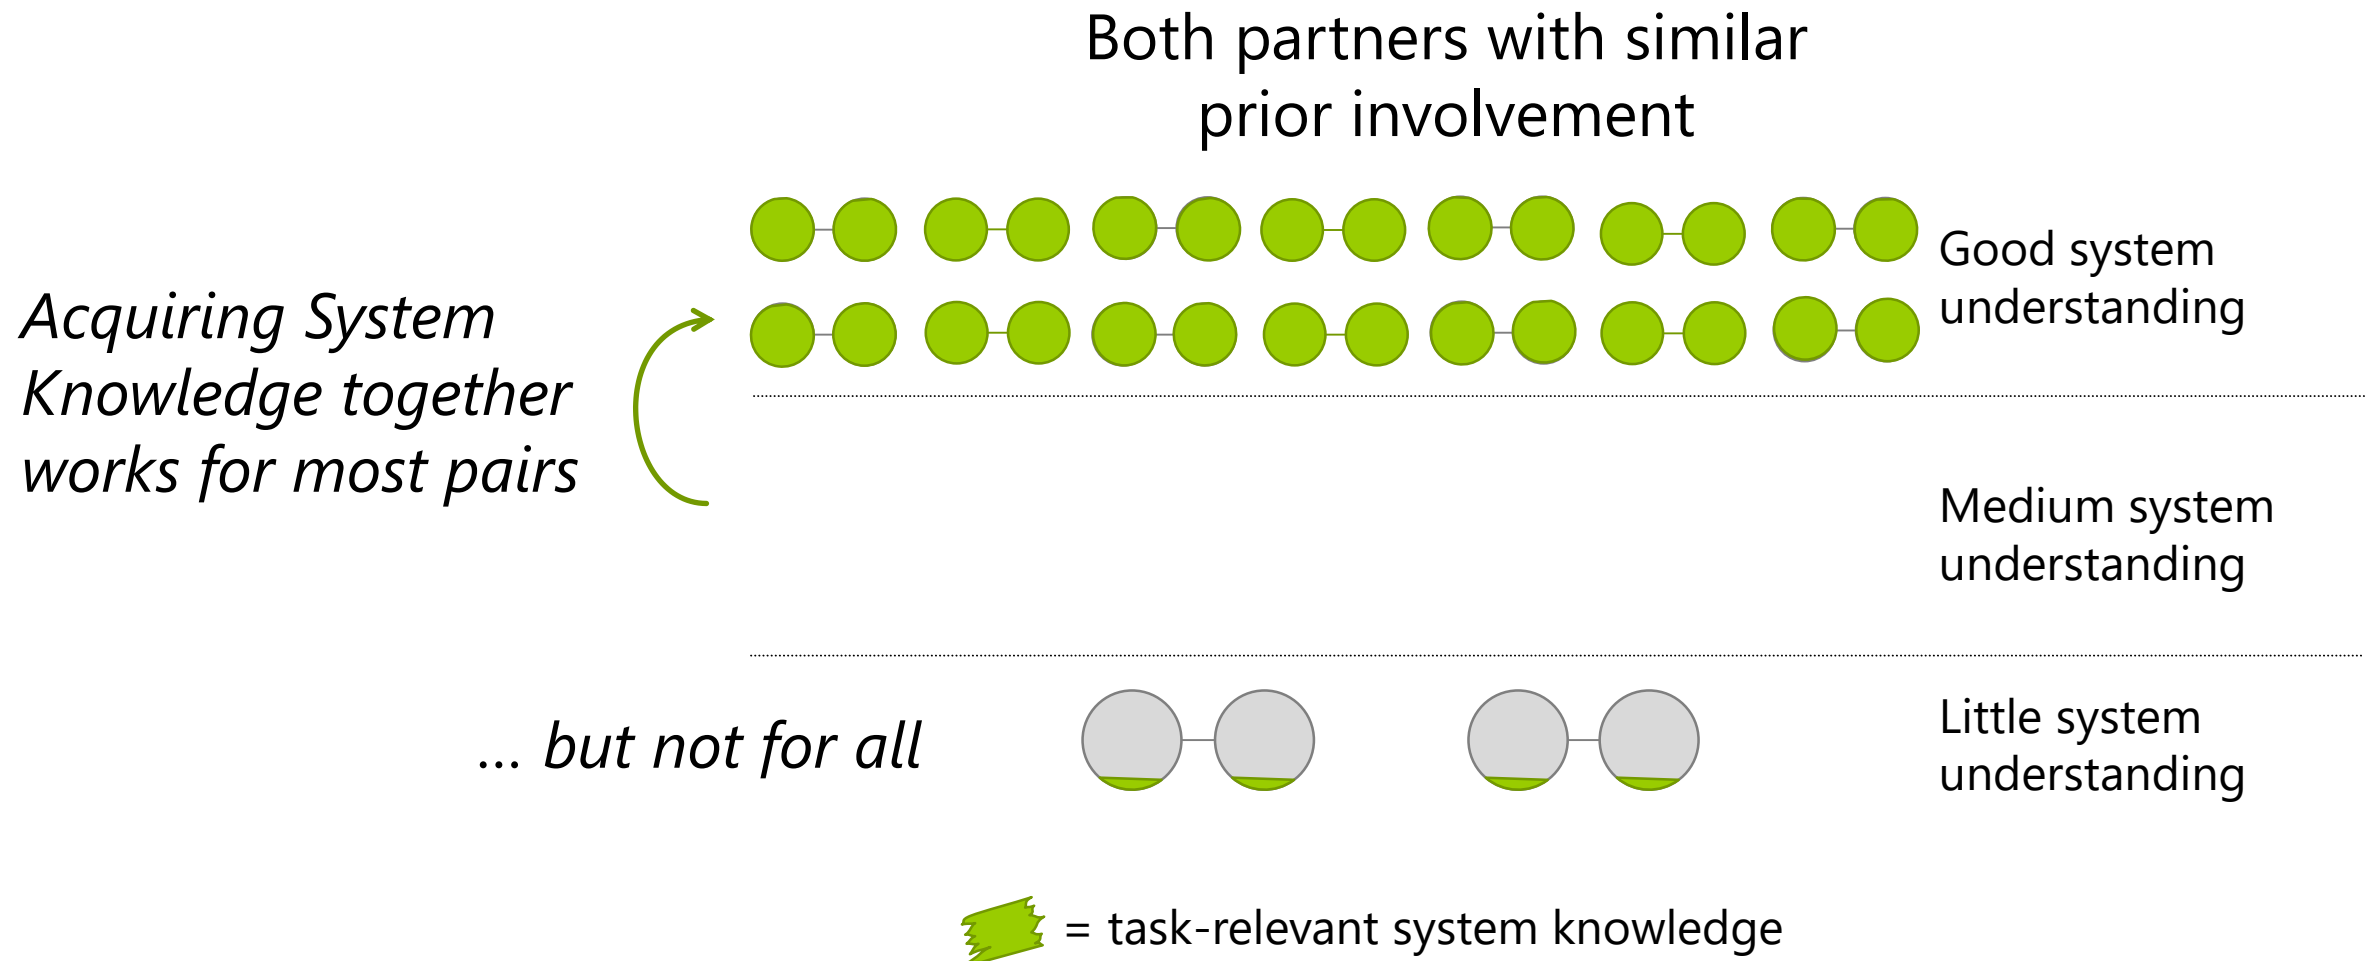 Both partners with similar
prior involvement
Good system
understanding
Acquiring System
Knowledge together
works for most pairs
Medium system
understanding
... but not for all
Little system
understanding
= task-relevant system knowledge